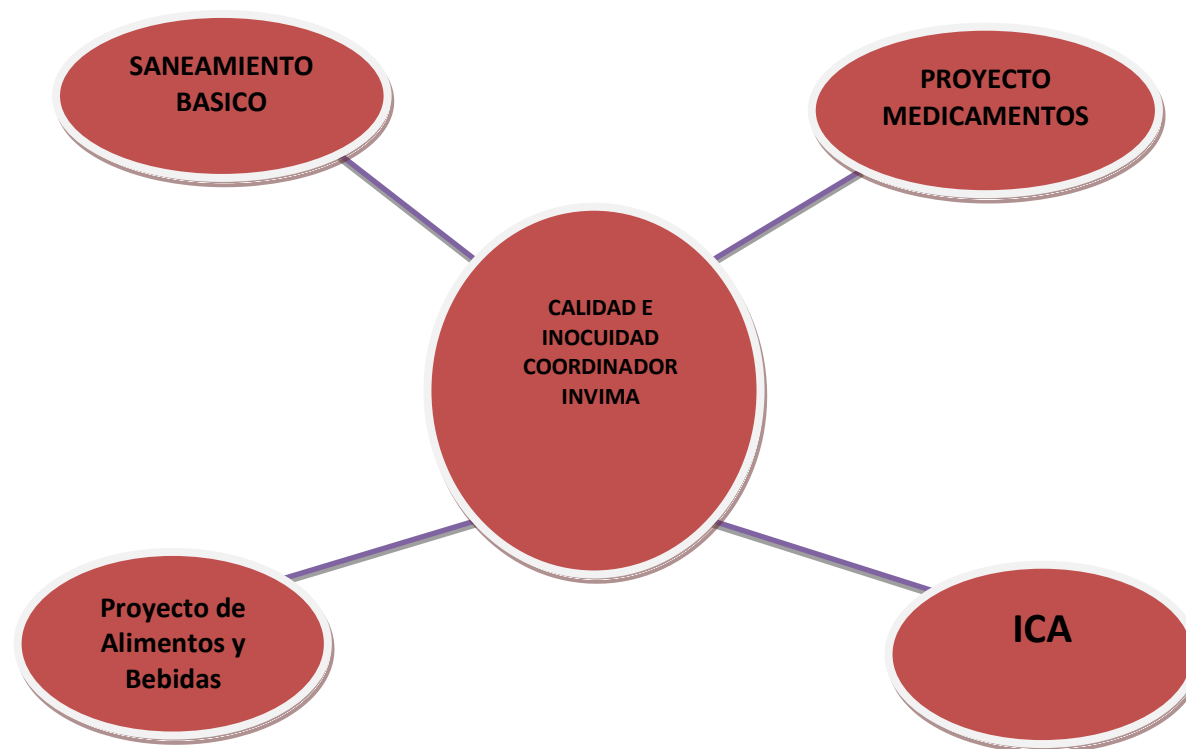 SANEAMIENTO
BASICO
PROYECTO
MEDICAMENTOS
CALIDAD E
INOCUIDAD
COORDINADOR
INVIMA
Proyecto de
Alimentos y
Bebidas
ICA